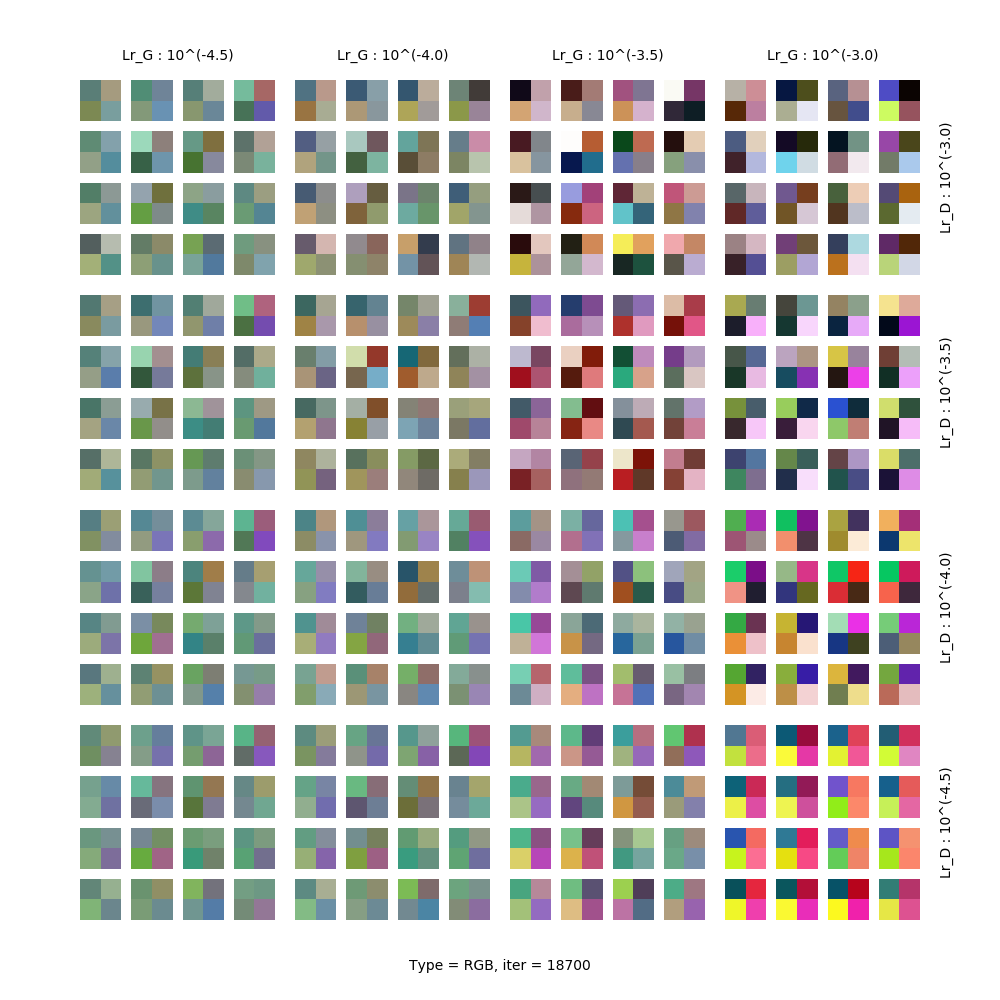 Lr_G : 10^(-4.5)
Lr_G : 10^(-4.0)
Lr_G : 10^(-3.5)
Lr_G : 10^(-3.0)
Lr_D : 10^(-3.0)
Lr_D : 10^(-3.5)
Lr_D : 10^(-4.0)
Lr_D : 10^(-4.5)
Type = RGB, iter = 18700